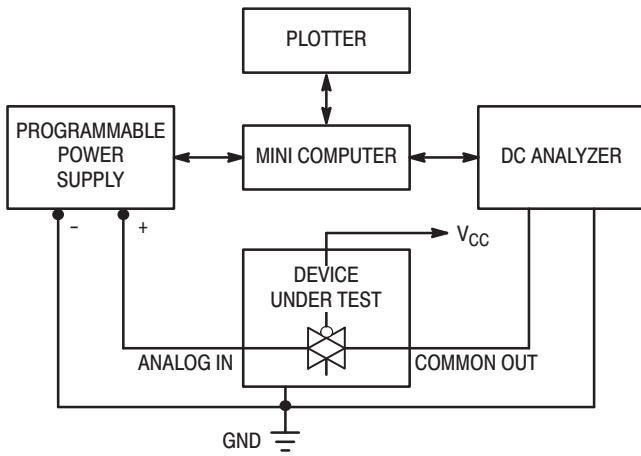 PLOTTER
PROGRAMMABLE
POWER
SUPPLY
MINI COMPUTER
DC ANALYZER
– +
VCC
DEVICE
UNDER TEST
ANALOG IN
COMMON OUT
GND